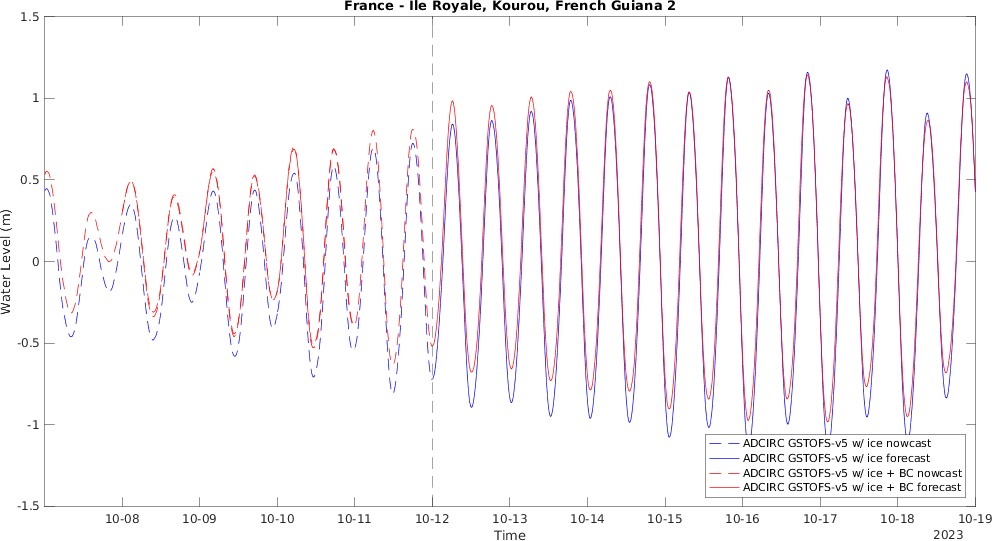 France - Ile Royale, Kourou, French Guiana 2
1.5
1
0.5
0
-0.5
-1
-1.5
Water Level (m)
ADCIRC GSTOFS-v5 w/ ice nowcast
ADCIRC GSTOFS-v5 w/ ice forecast
ADCIRC GSTOFS-v5 w/ ice + BC nowcast
ADCIRC GSTOFS-v5 w/ ice + BC forecast
10-08 10-09 10-10 10-11 10-12 10-13 10-14 10-15 10-16 10-17 10-18 10-19
Time
2023